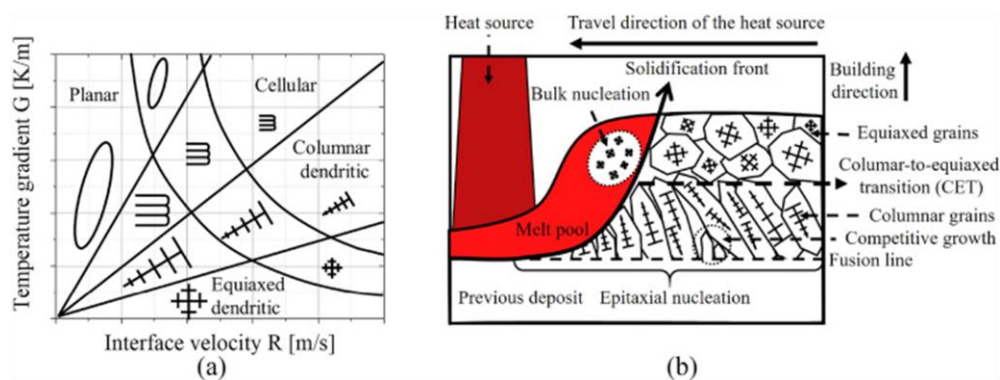 Temperature gradient G [K/m]
Planar
Cellular
Columnar
dendritic
Equiaxed
dendritic
Interface velocity R [m/s]
(a)
Heat source
Travel direction of the heat source
Solidification front
Bulk nucleation
Building
direction
Equiaxed grains
Columar-to-equiaxed
transition (CET)
Columnar grains
Competitive growth
Fusion line
Melt pool
Previous deposit
Epitaxial nucleation
(b)